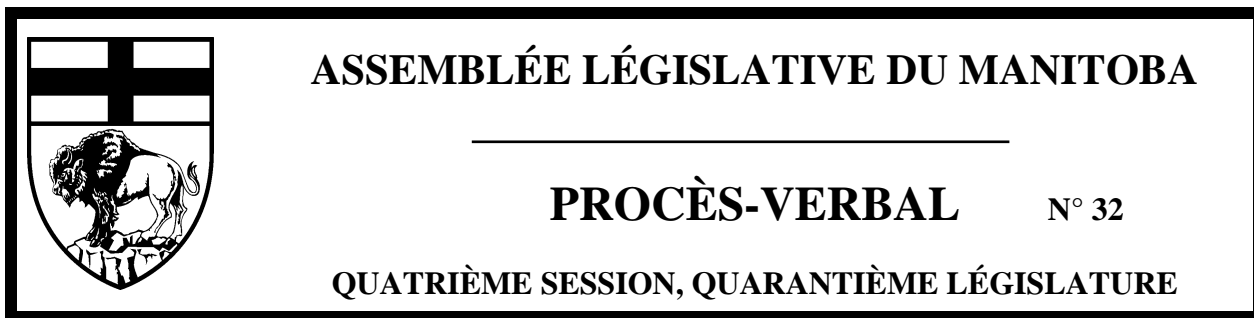 ASSEMBLÉE LÉGISLATIVE DU MANITOBA
PROCÈS-VERBAL N° 32
QUATRIÈME SESSION, QUARANTIÈME LÉGISLATURE